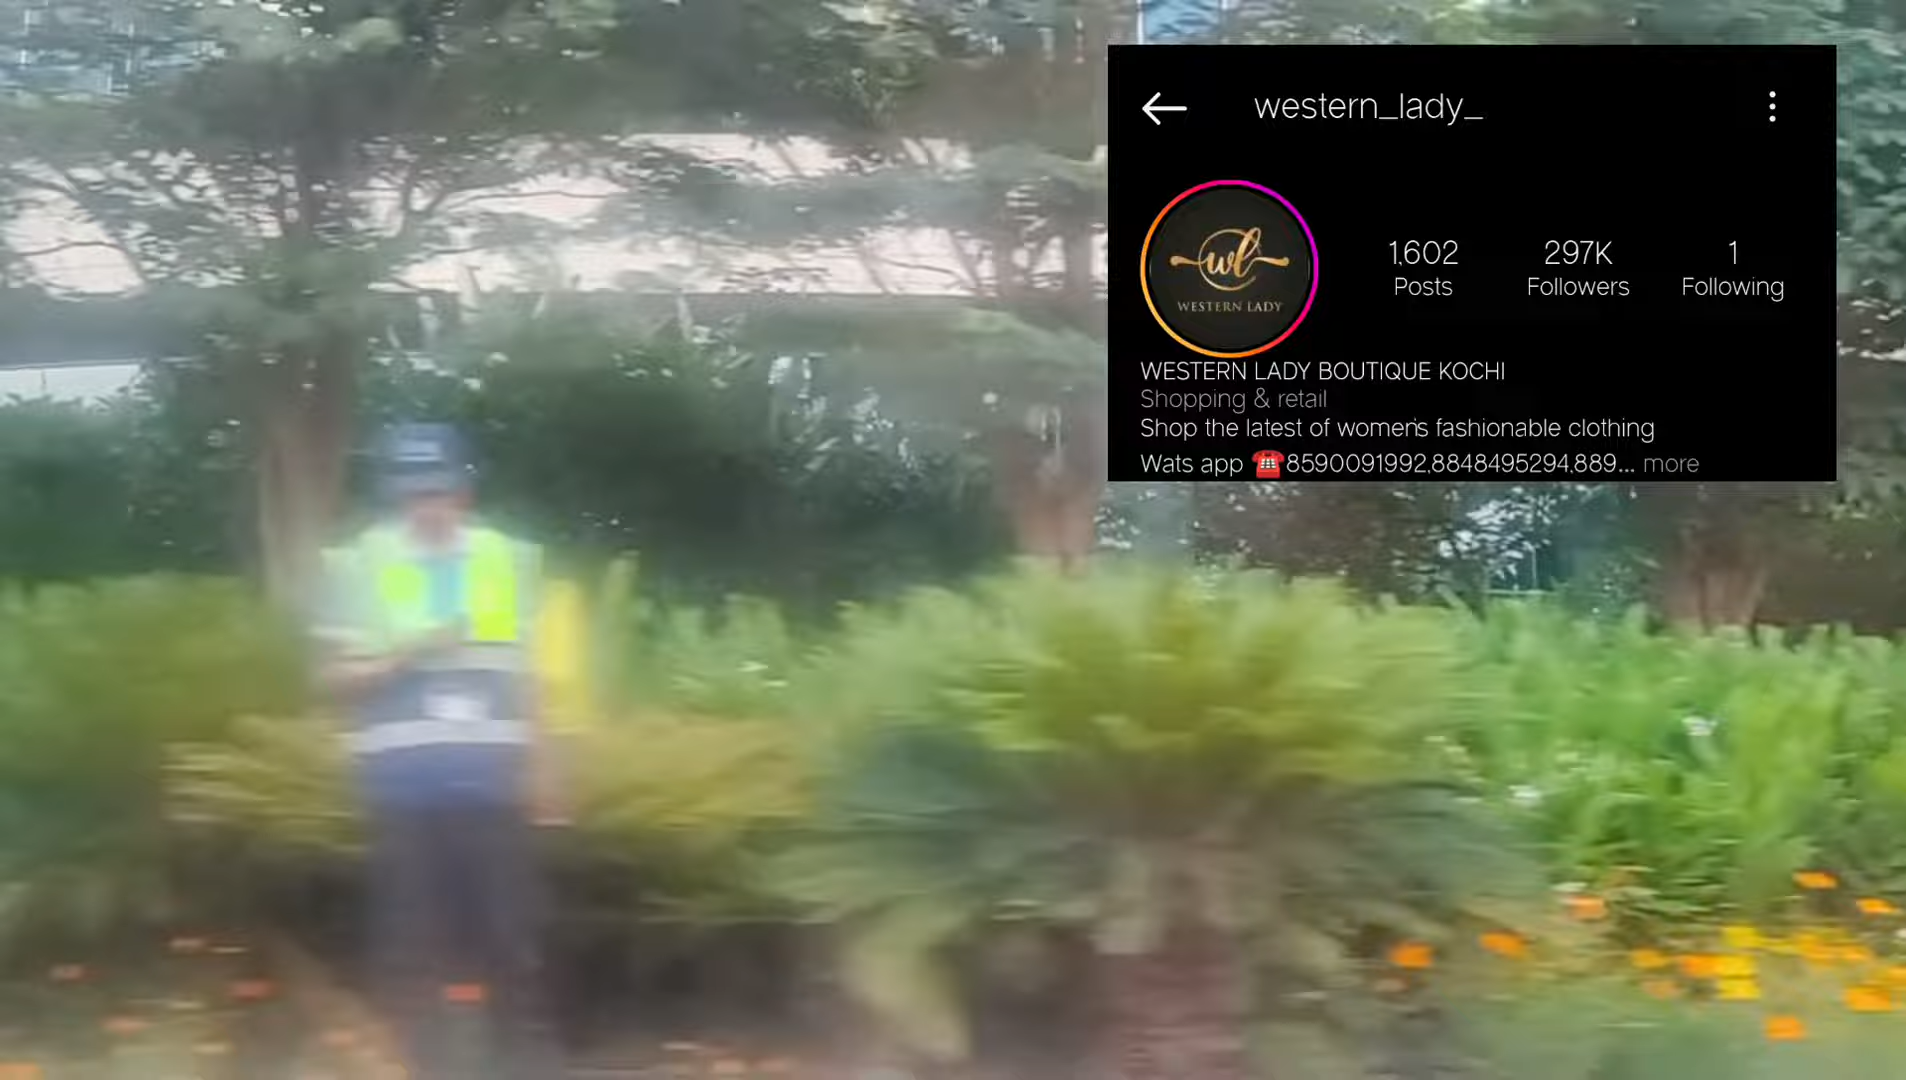 western_lady_
wl
WESTERN LADY
1,602
Posts
297K
Followers
1
Following
WESTERN LADY BOUTIQUE KOCHI
Shopping & retail
Shop the latest of women's fashionable clothing
Wats app ☎️8590091992,8848495294,889... more